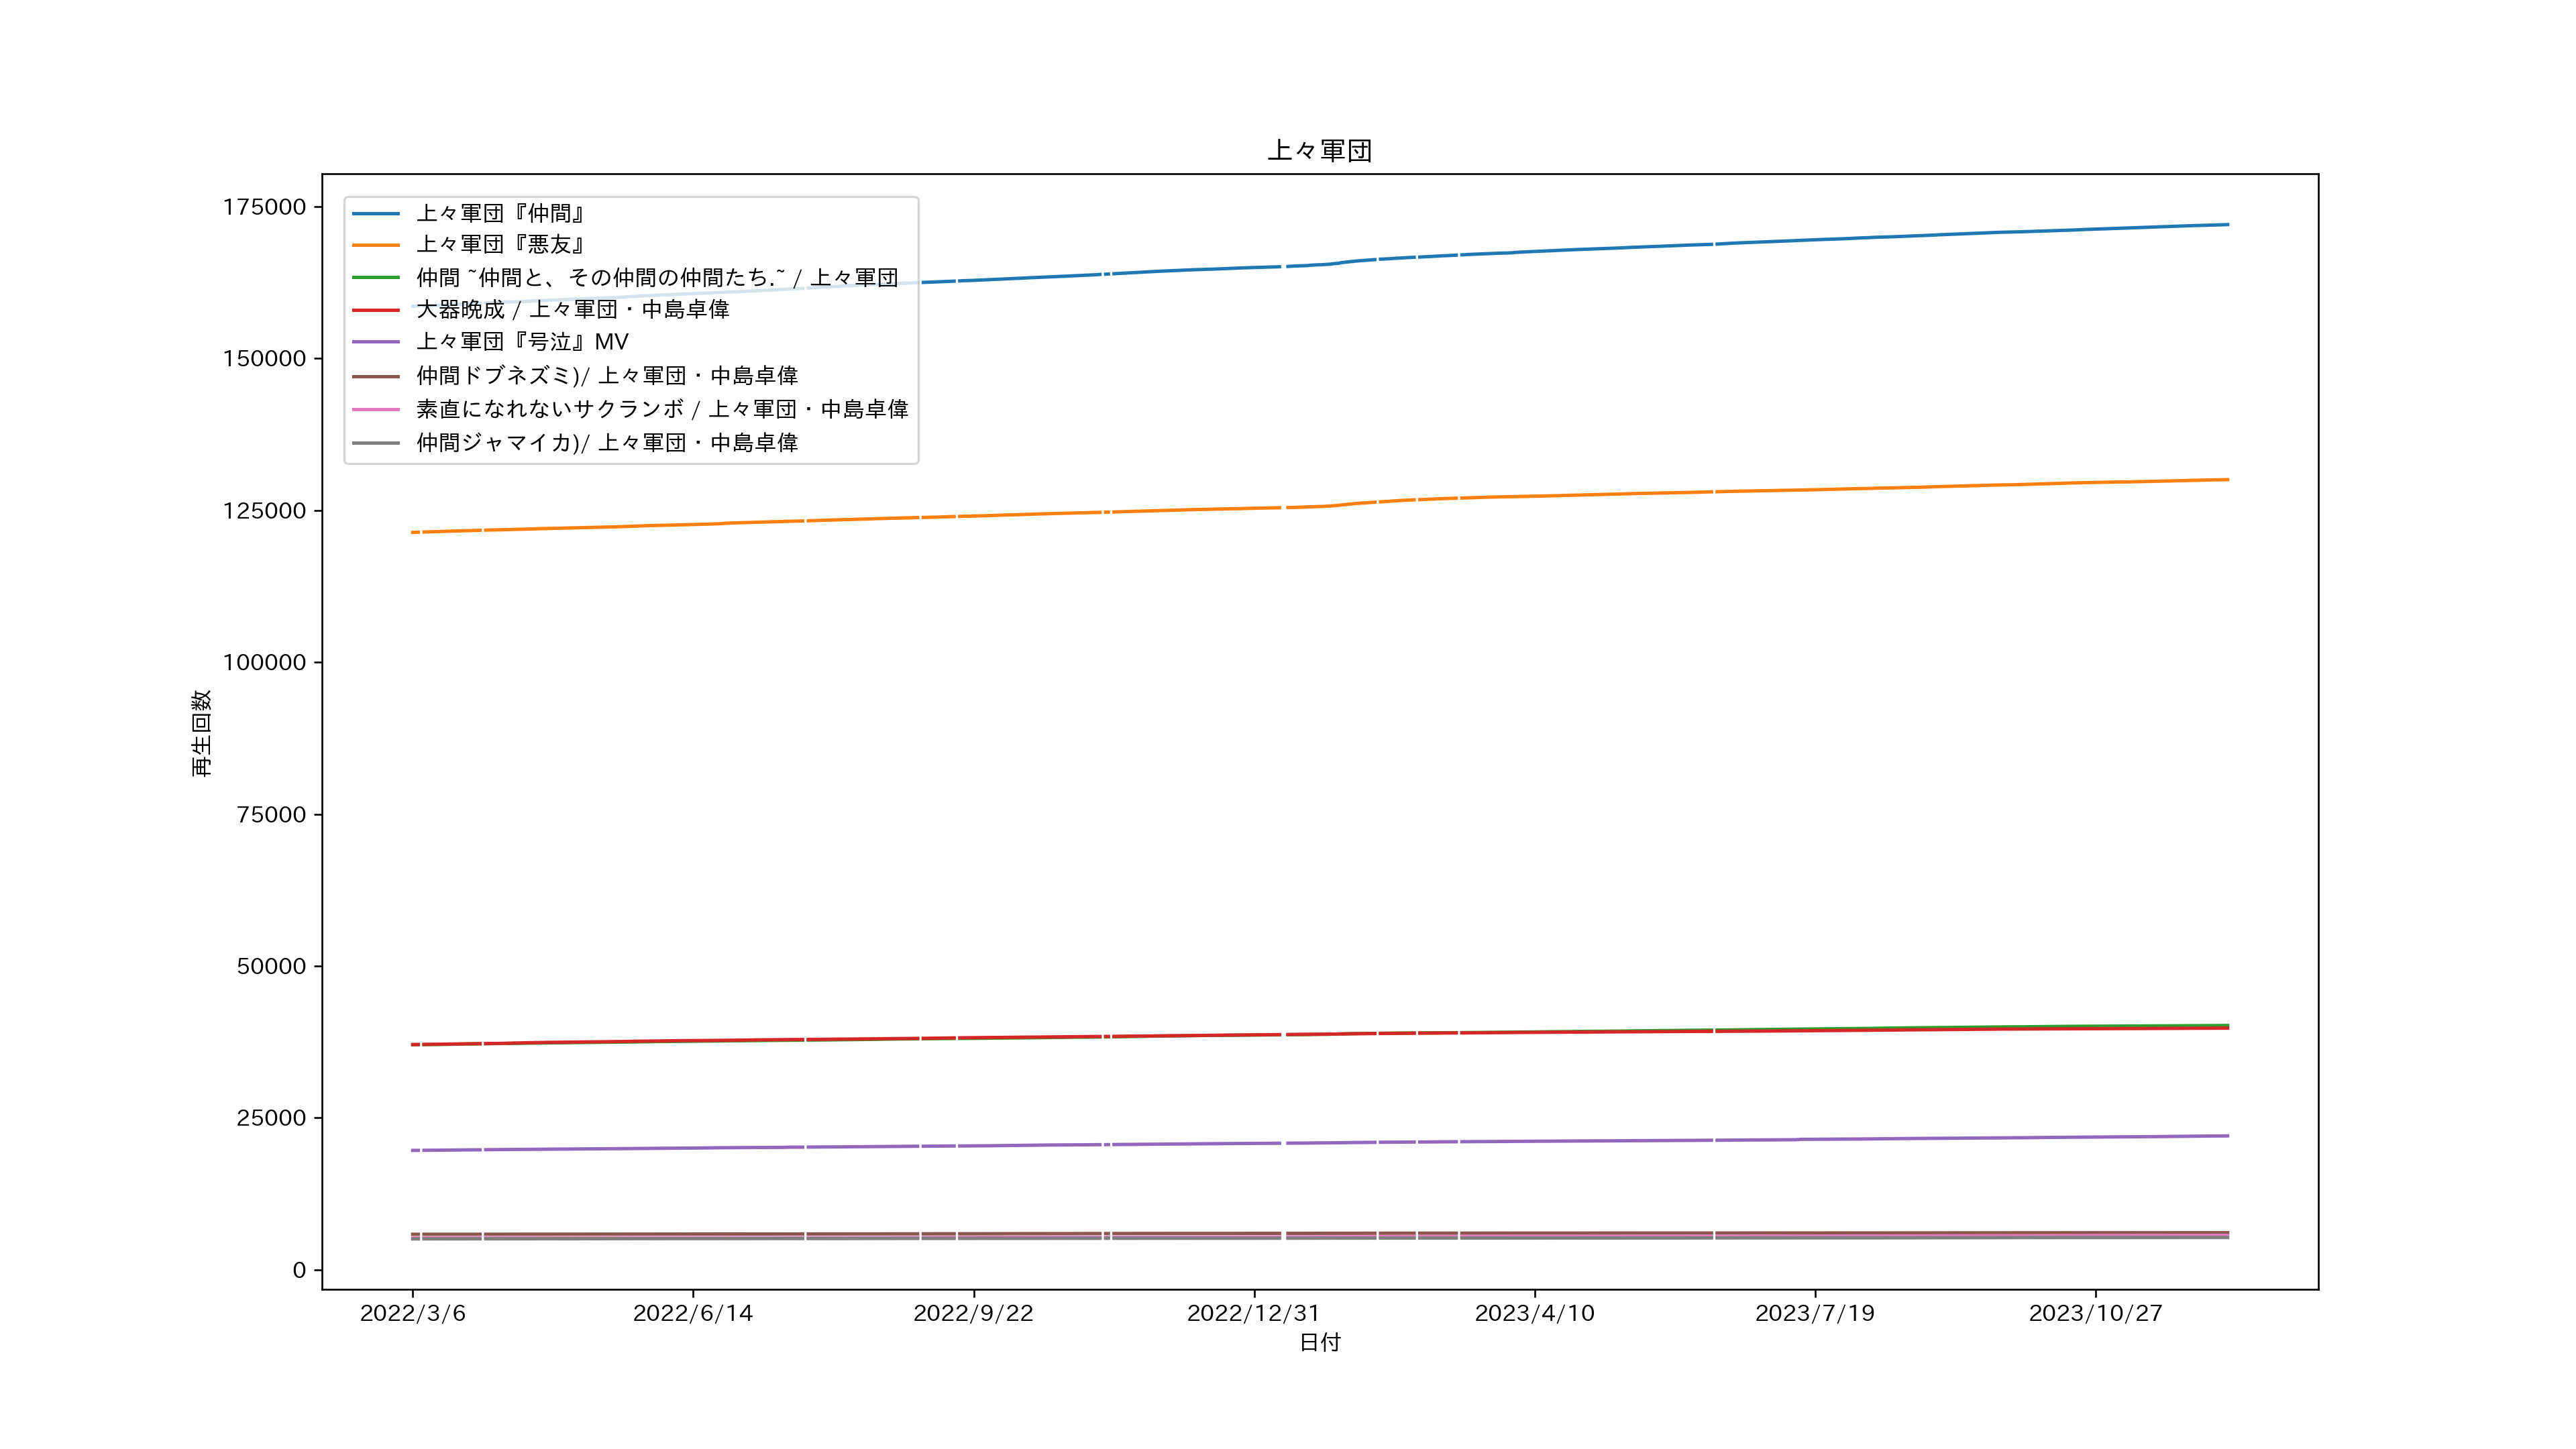 上々軍団
175000
150000
125000
100000
75000
50000
25000
0
再生回数
上々軍団『仲間』
上々軍団『悪友』
仲間 ~仲間と、その仲間の仲間たち.~ / 上々軍団
大器晩成 / 上々軍団・中島卓偉
上々軍団『号泣』MV
仲間ドブネズミ)/ 上々軍団・中島卓偉
素直になれないサクランボ / 上々軍団・中島卓偉
仲間ジャマイカ)/ 上々軍団・中島卓偉
2022/3/6
2022/6/14
2022/9/22
2022/12/31
2023/4/10
2023/7/19
2023/10/27
日付